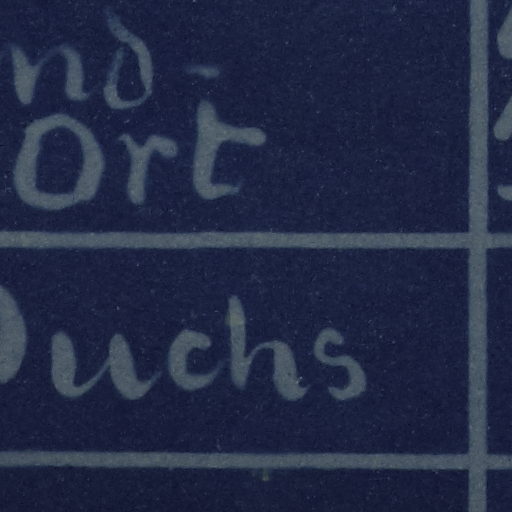 nd-
Ort
uchs